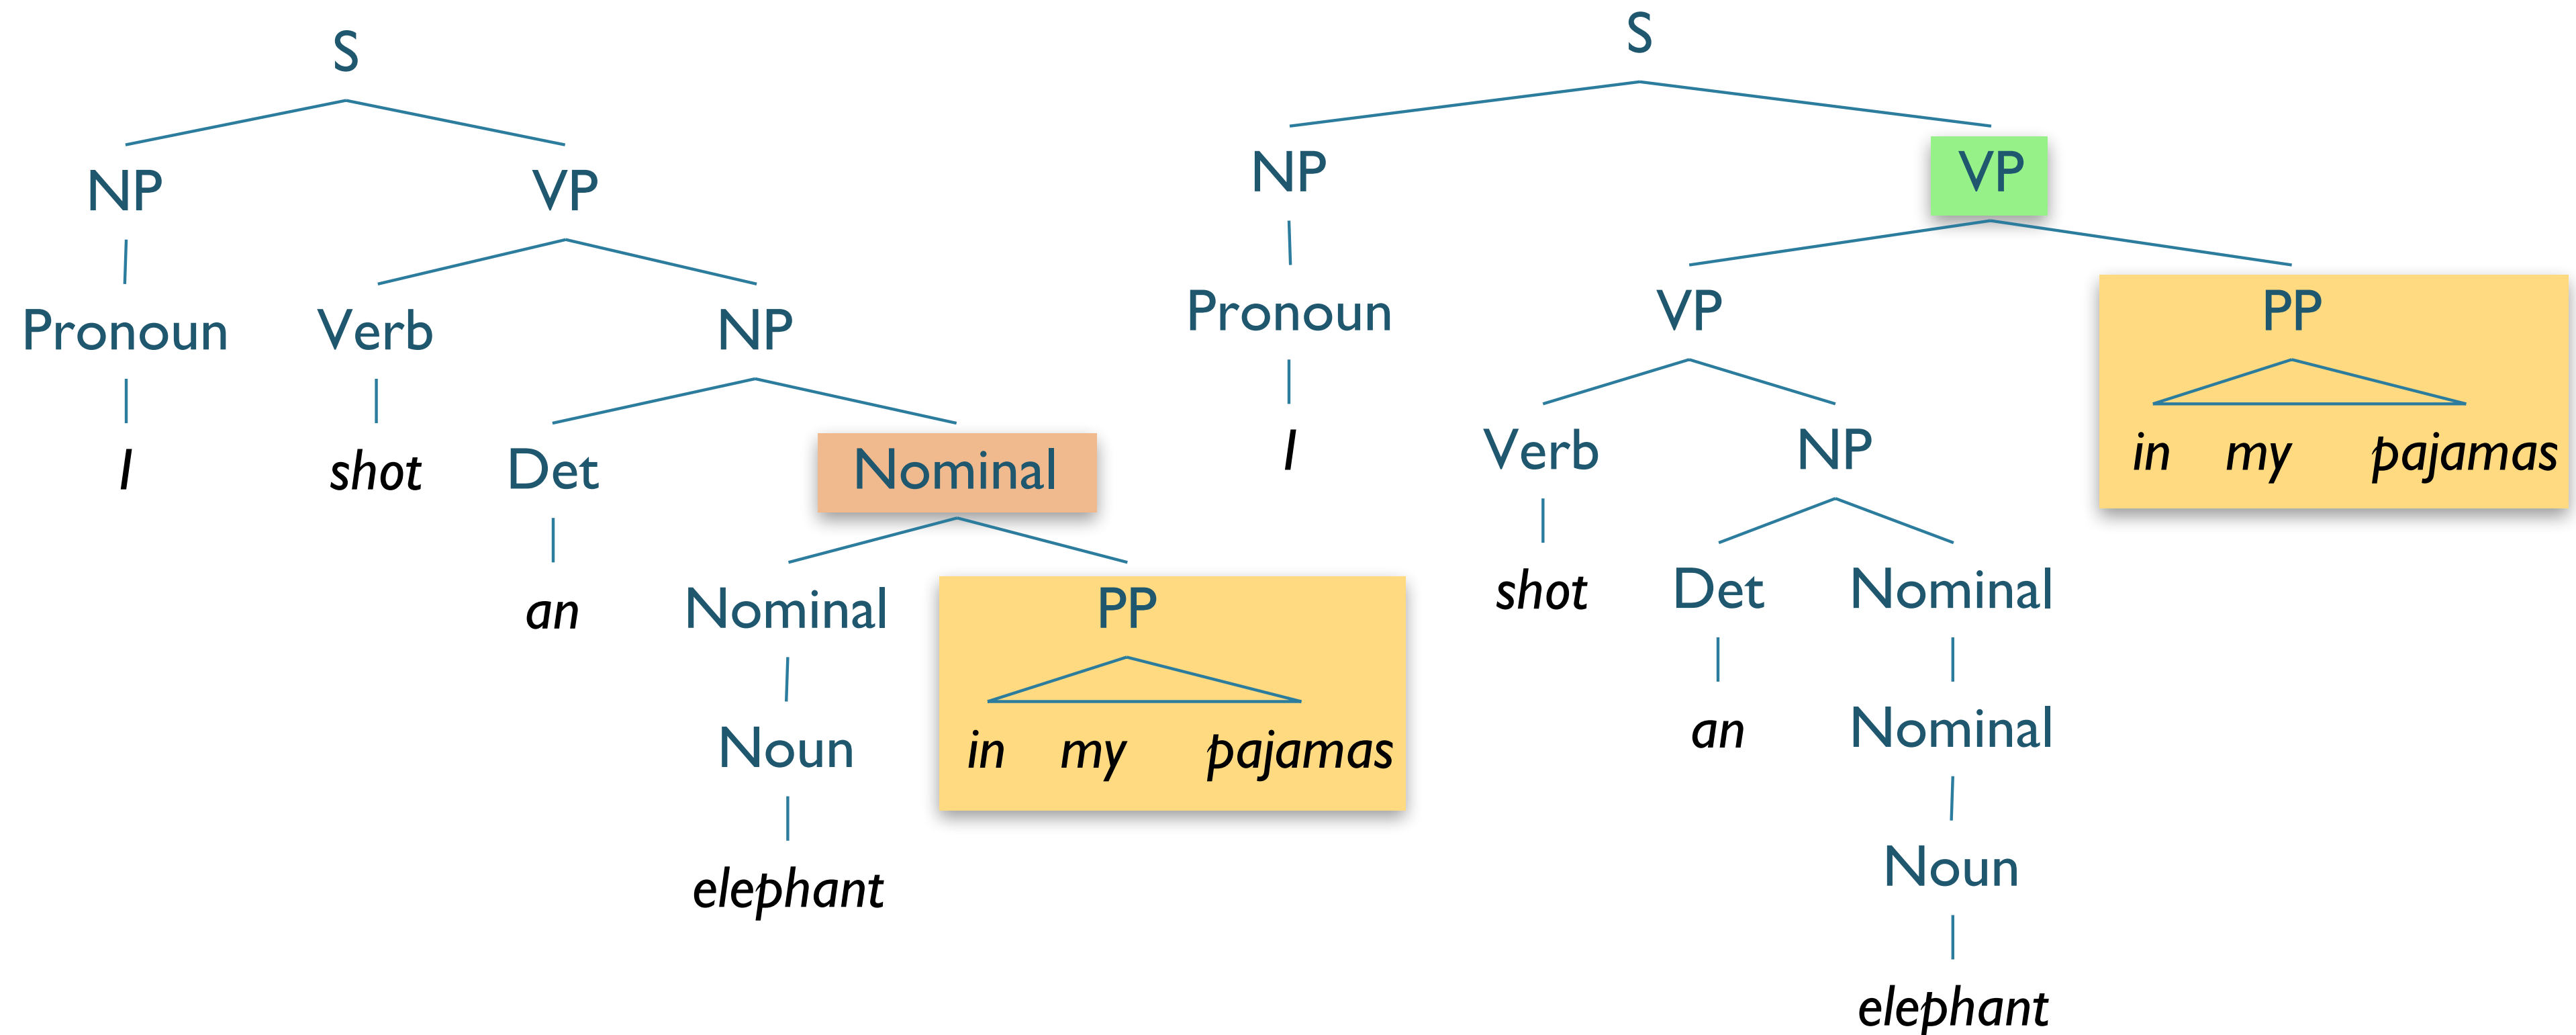 S
NP VP
Pronoun Verb NP
I shot Det Nominal
an Nominal PP
Noun in my pajamas
elephant
S
NP VP
Pronoun VP PP
I Verb NP in my pajamas
shot Det Nominal
an Nominal
Noun
elephant